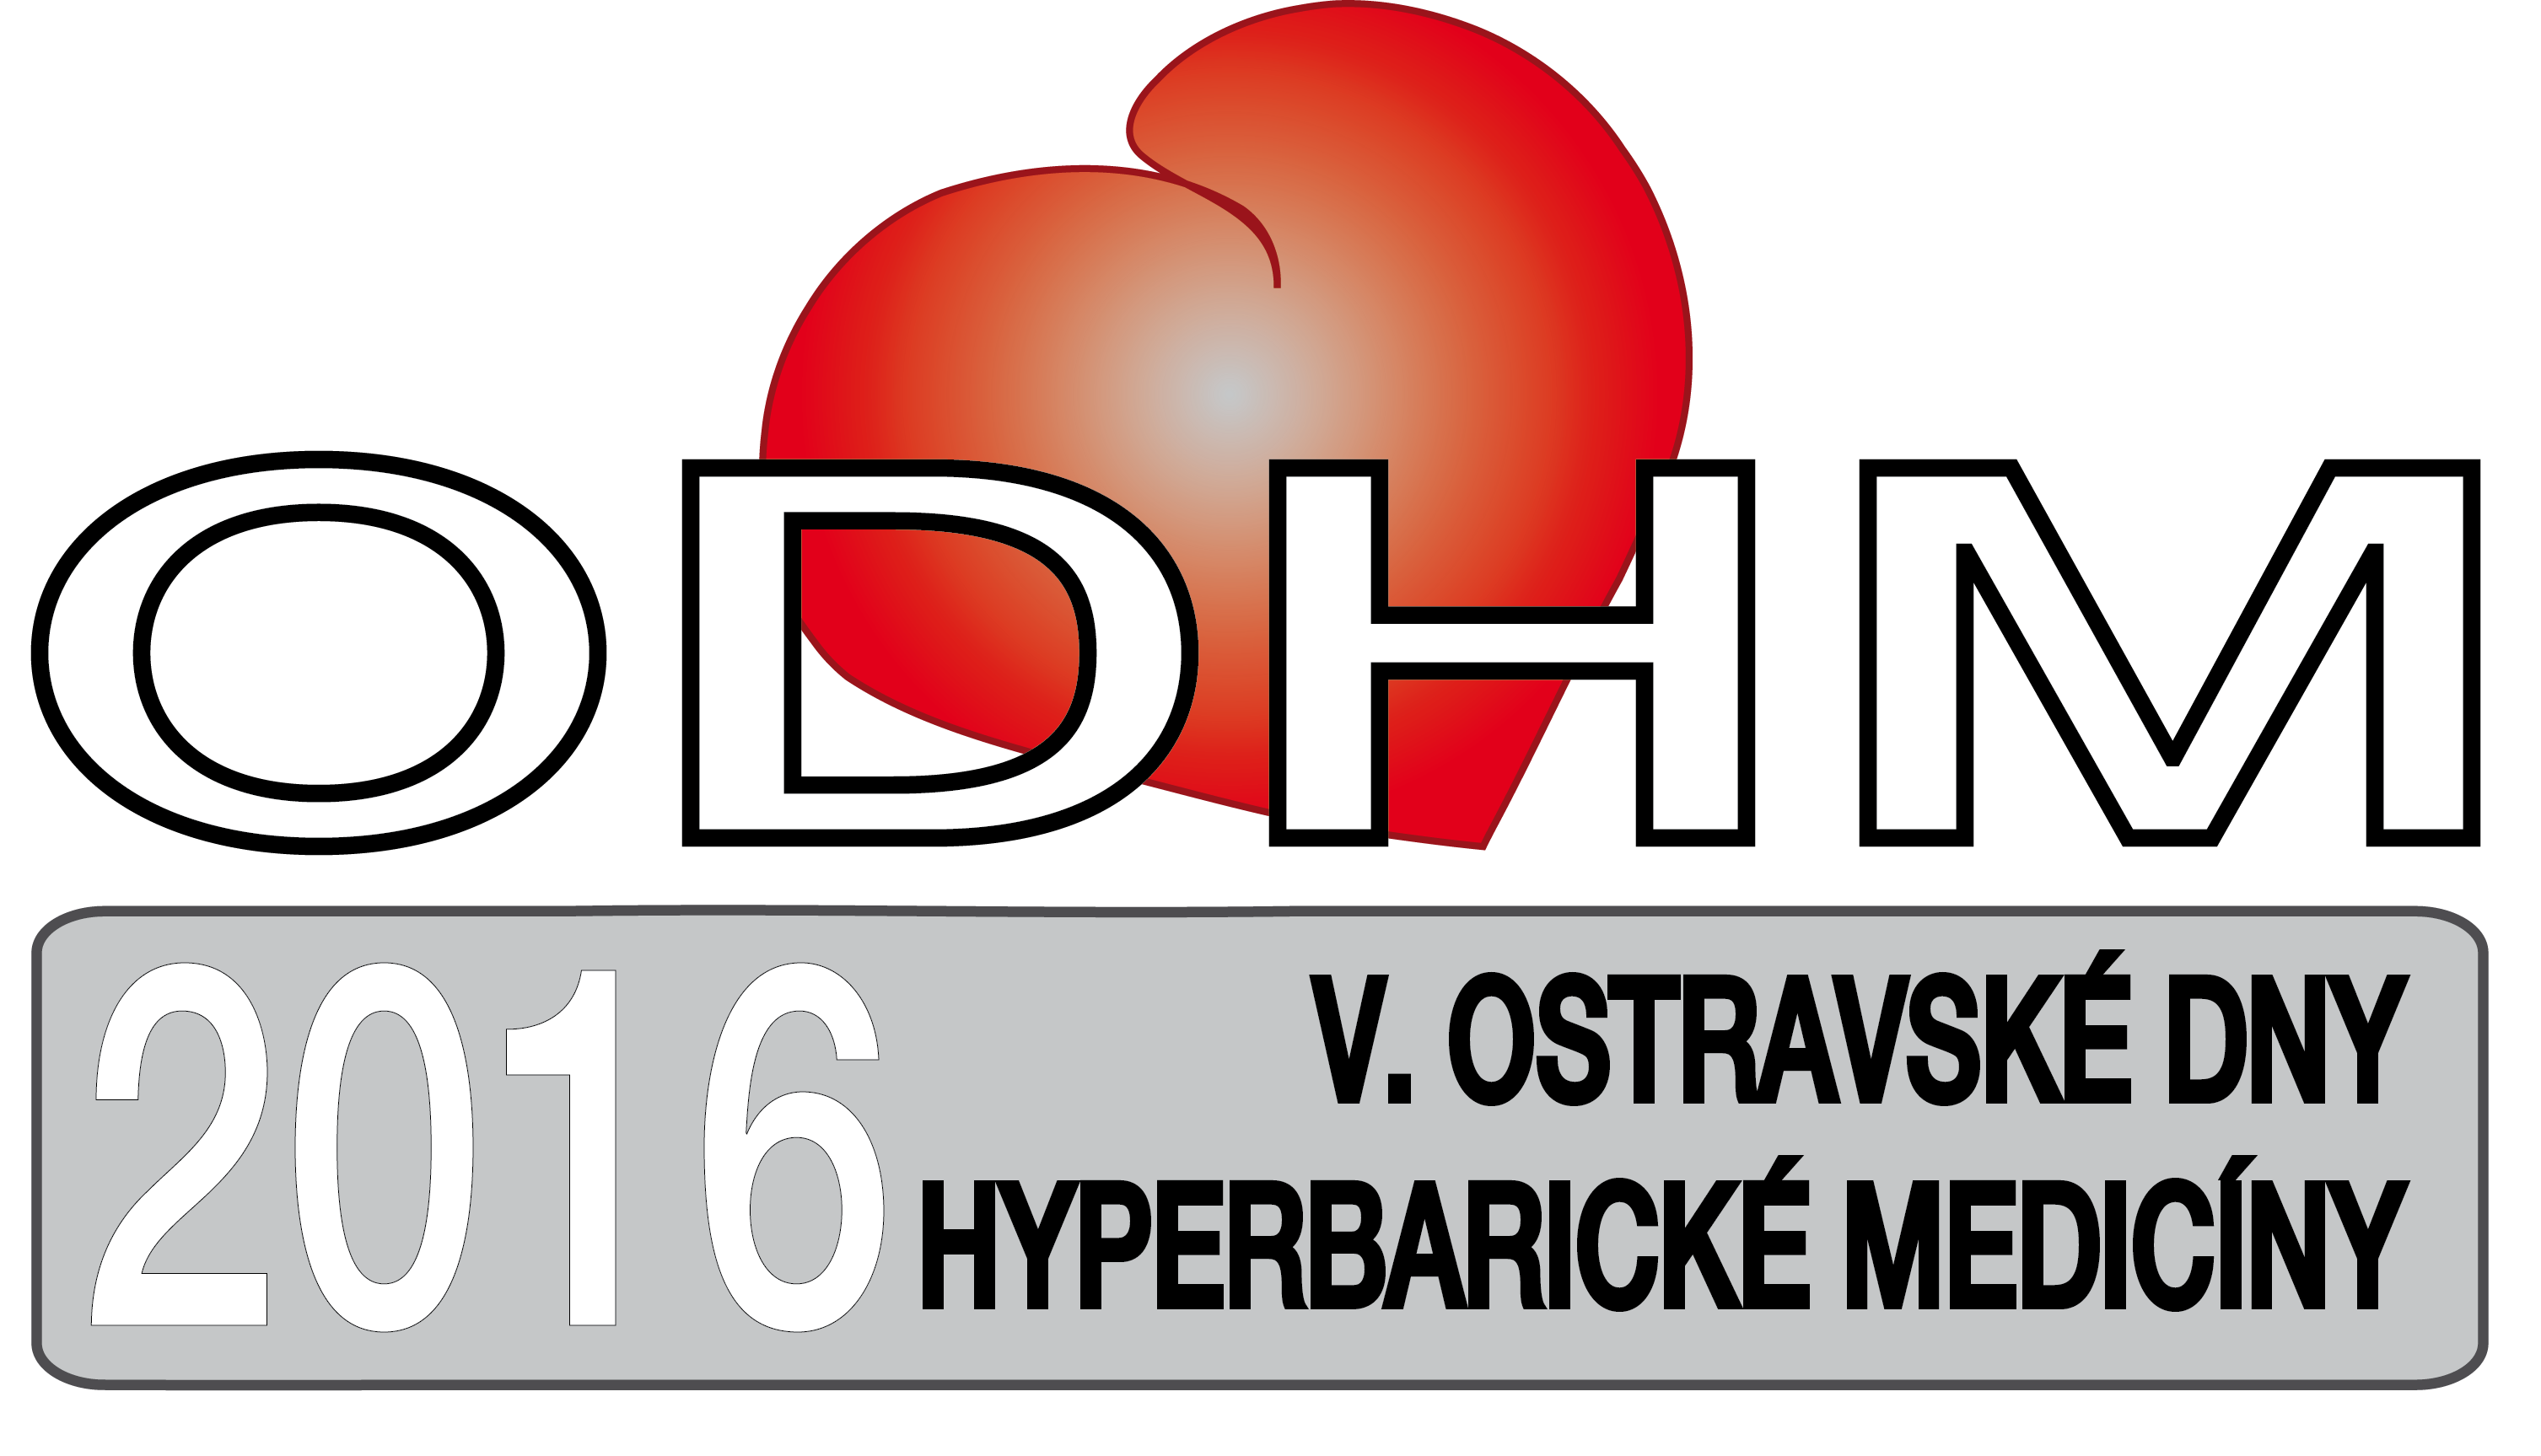 ODHM
2016
V. OSTRAVSKÉ DNY
HYPERBARICKÉ MEDICÍNY